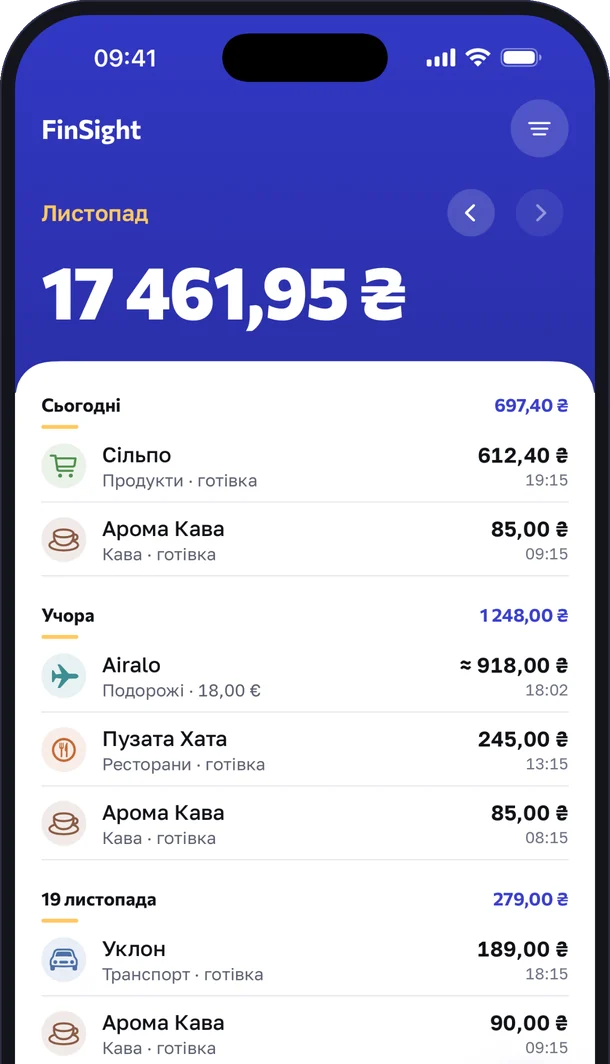 09:41
FinSight
Листопад
17 461,95 ₴
Сьогодні 697,40 ₴
Сільпо 612,40 ₴
Продукти · готівка 19:15
Арома Кава 85,00 ₴
Кава · готівка 09:15
Учора 1 248,00 ₴
Airalo ≈ 918,00 ₴
Подорожі · 18,00 € 18:02
Пузата Хата 245,00 ₴
Ресторани · готівка 13:15
Арома Кава 85,00 ₴
Кава · готівка 08:15
19 листопада 279,00 ₴
Уклон 189,00 ₴
Транспорт · готівка 18:15
Арома Кава 90,00 ₴
Кава · готівка 09:15